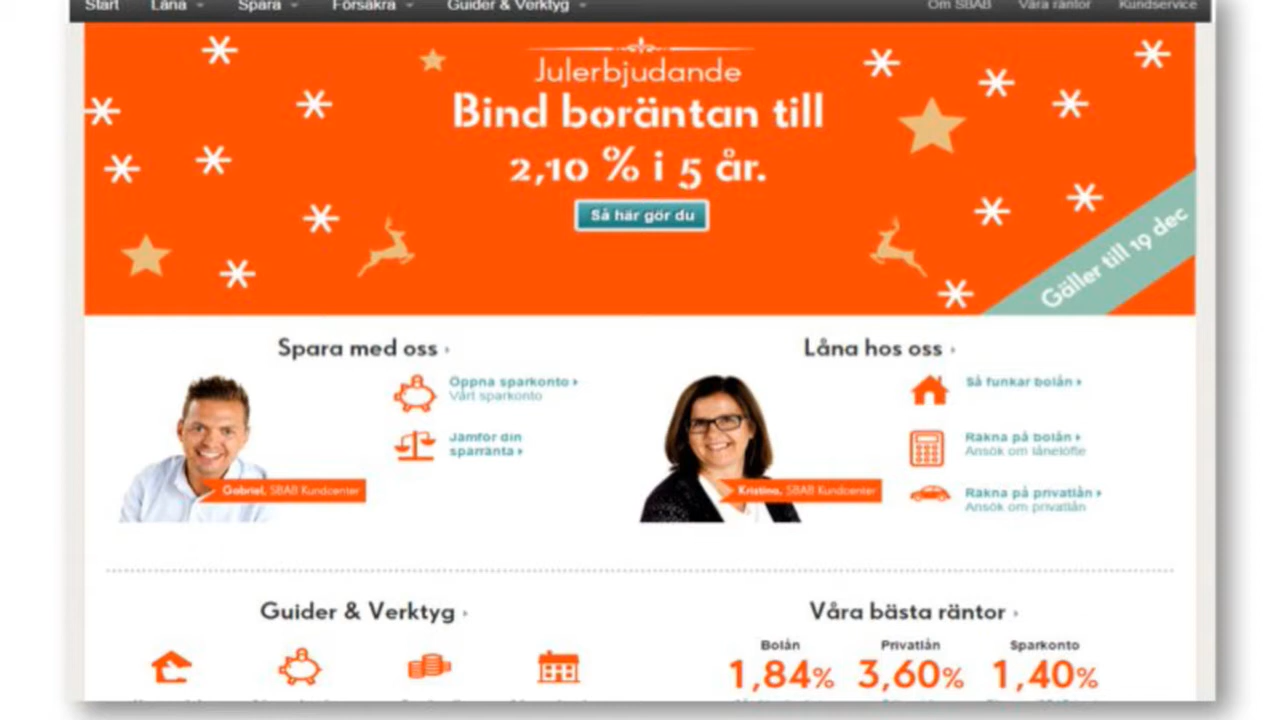 Start Låna Spara Försäkra Guider & Verktyg Om SBAB Våra räntor Kundservice
Julerbjudande
Bind boräntan till
2,10 % i 5 år.
Så här gör du
Gäller till 19 dec
Spara med oss
Öppna sparkonto
Vårt sparkonto
Jämför din
sparränta
Gabriel, SBAB Kundcenter
Låna hos oss
Så funkar bolån
Räkna på bolån
Ansök om lånelöfte
Räkna på privatlån
Ansök om privatlån
Kristina, SBAB Kundcenter
Guider & Verktyg
Våra bästa räntor
Bolån Privatlån Sparkonto
1,84% 3,60% 1,40%